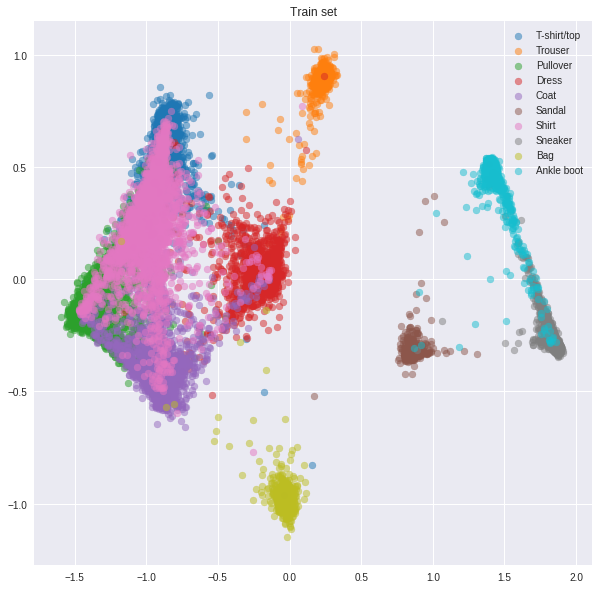 Train set
T-shirt/top
Trouser
Pullover
Dress
Coat
Sandal
Shirt
Sneaker
Bag
Ankle boot
1.0
0.5
0.0
−0.5
−1.0
−1.5 −1.0 −0.5 0.0 0.5 1.0 1.5 2.0